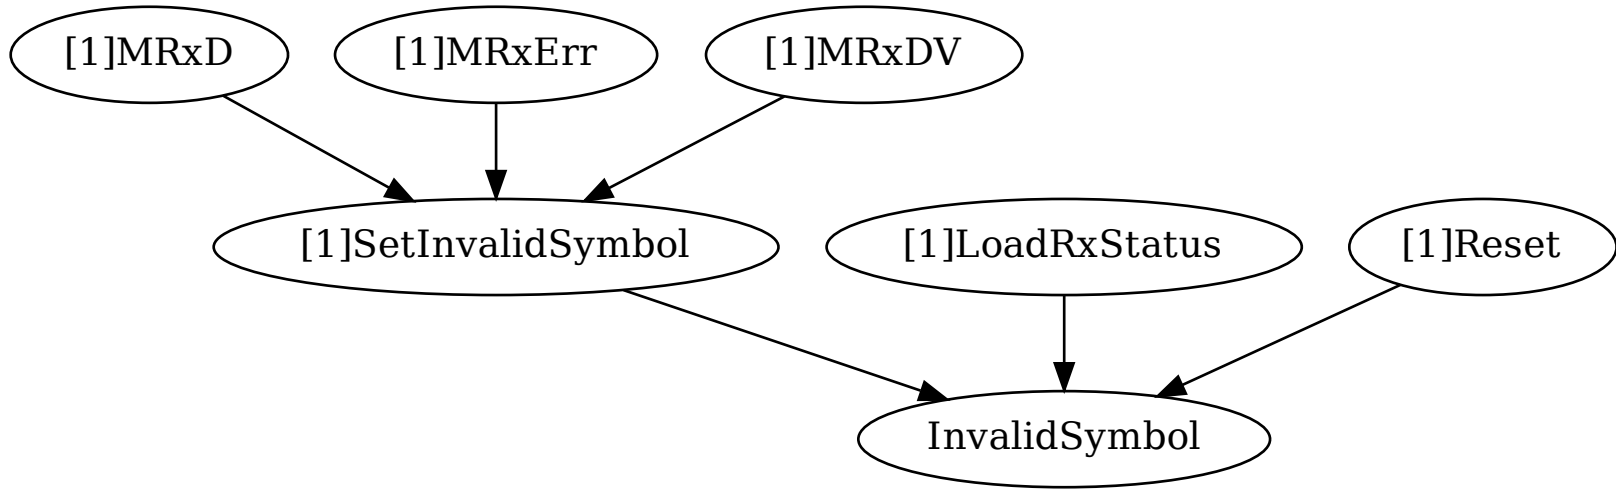 [1]MRxD
[1]MRxErr
[1]MRxDV
[1]SetInvalidSymbol
[1]LoadRxStatus
[1]Reset
InvalidSymbol